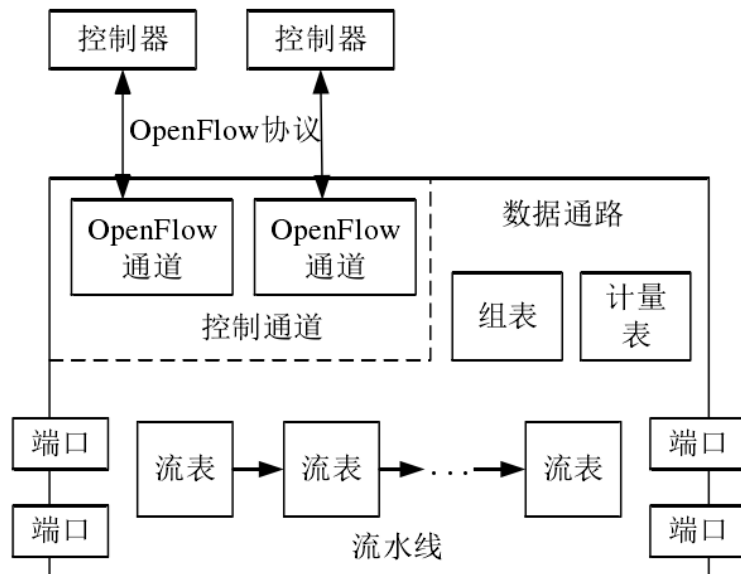 控制器
控制器
OpenFlow协议
OpenFlow
通道
OpenFlow
通道
控制通道
数据通路
组表
计量
表
端口
流表
流表
...
流表
端口
端口
流水线
端口